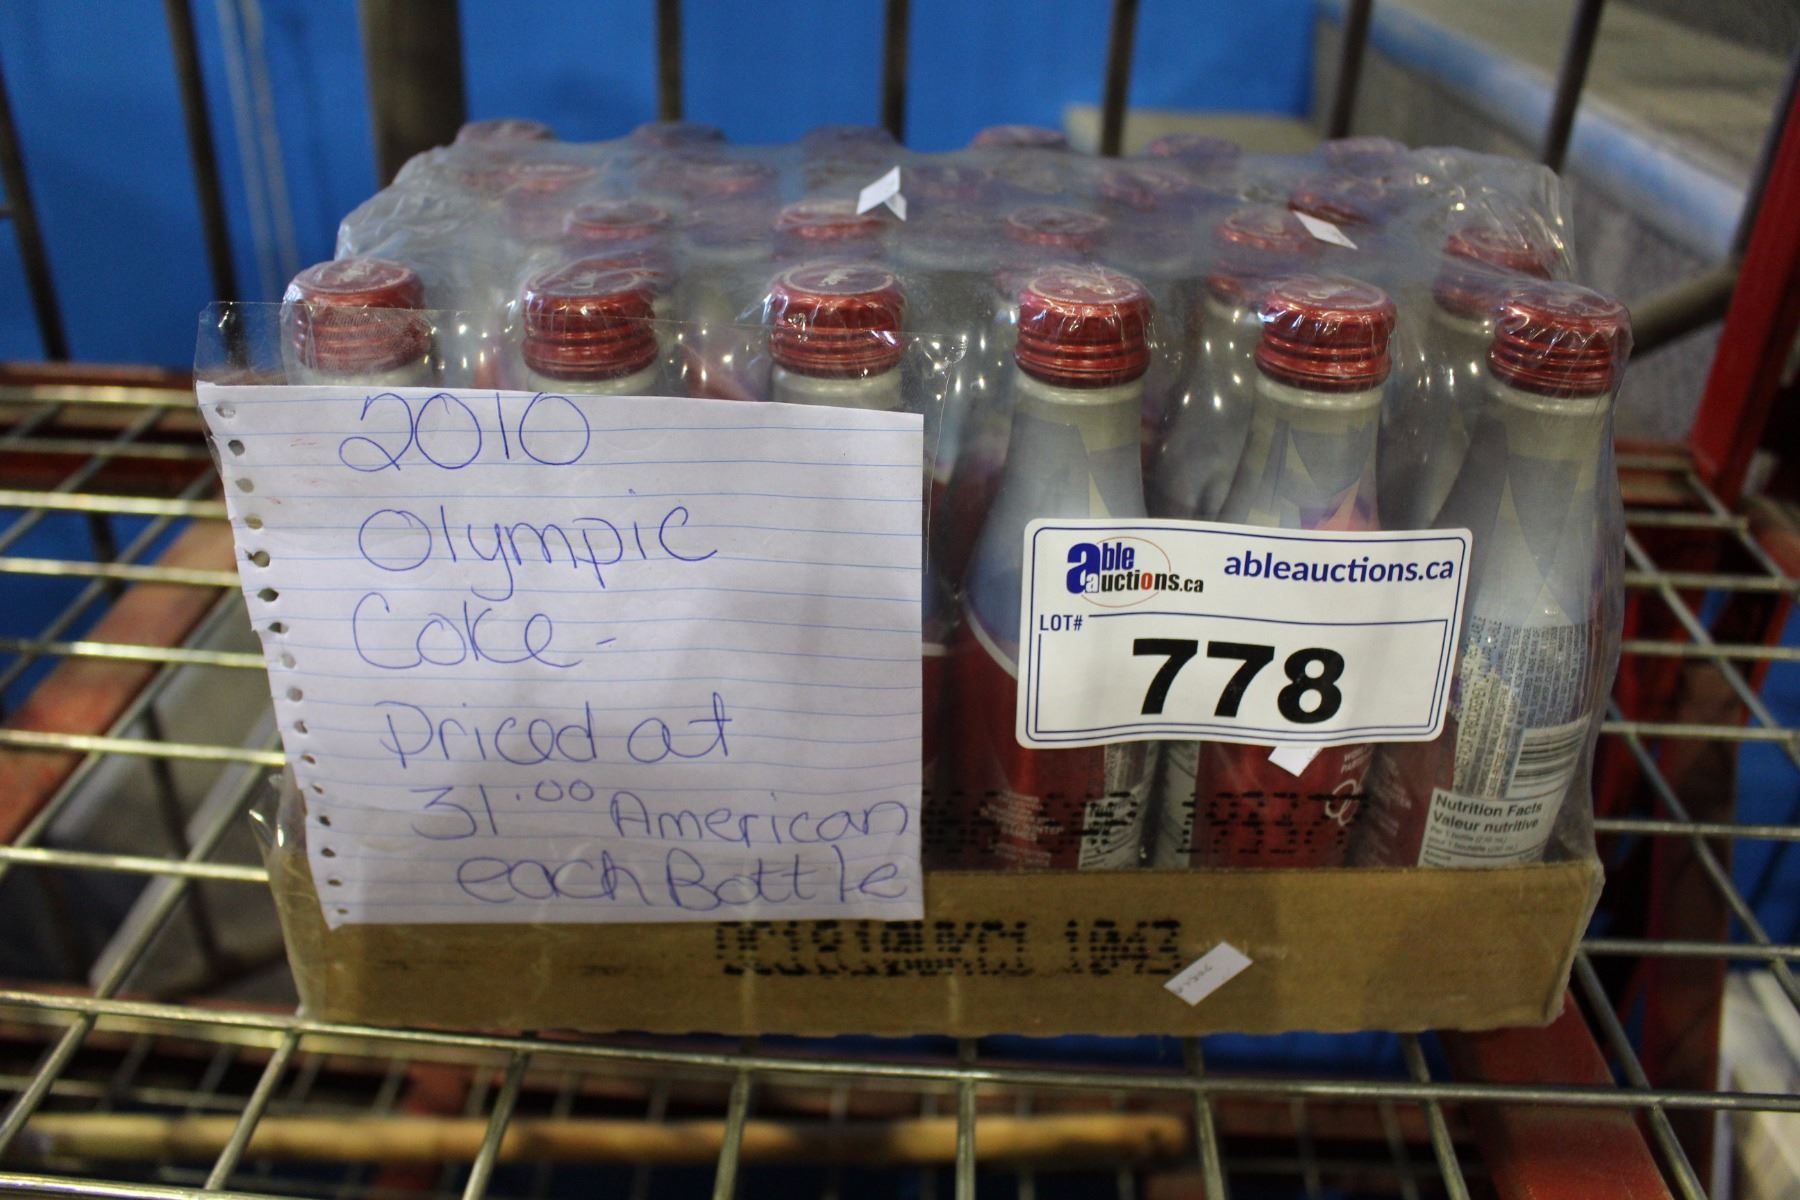 2010
Olympic
Coke -
Priced at
31.00 American
each Bottle
able
auctions.ca
ableauctions.ca
LOT#
778
Nutrition Facts
Valeur nutritive
1043